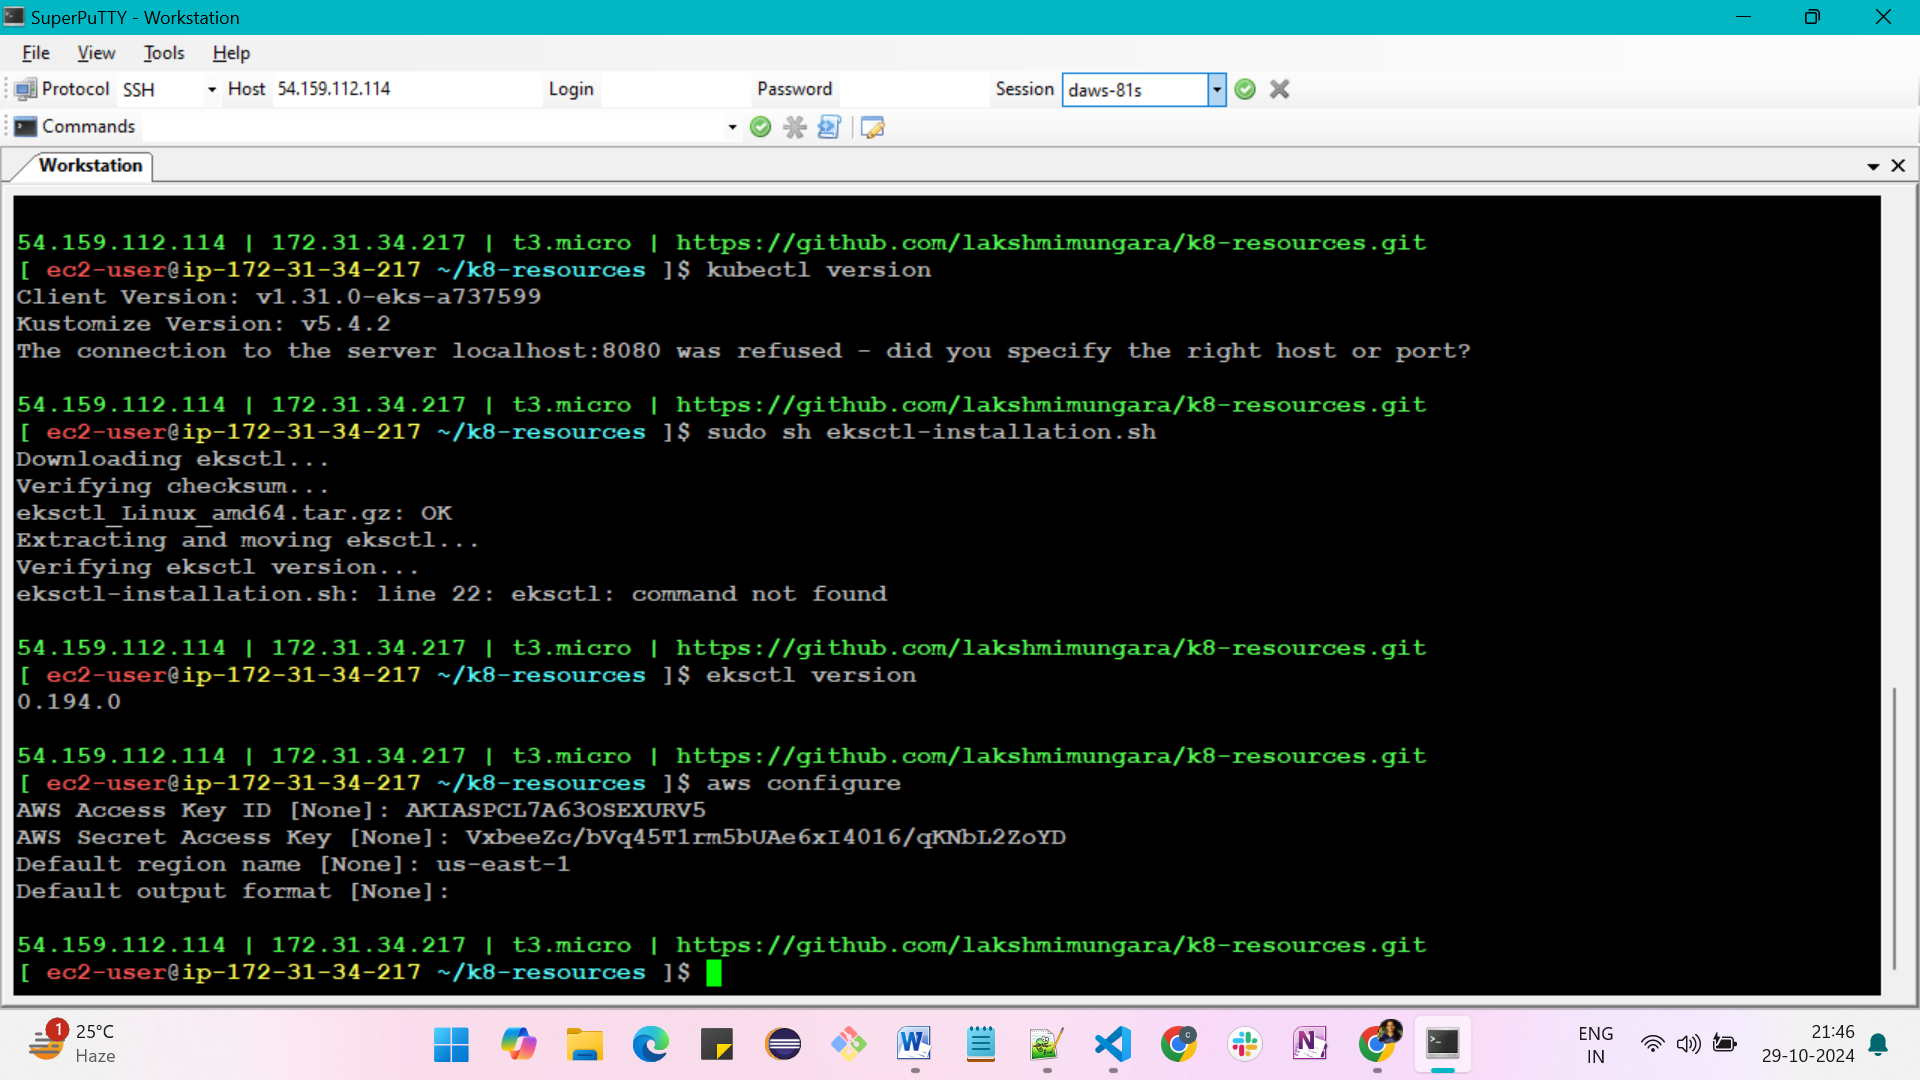 SuperPuTTY - Workstation
File View Tools Help
Protocol SSH Host 54.159.112.114 Login Password Session daws-81s
Commands
Workstation
54.159.112.114 | 172.31.34.217 | t3.micro | https://github.com/lakshmimungara/k8-resources.git
[ ec2-user@ip-172-31-34-217 ~/k8-resources ]$ kubectl version
Client Version: v1.31.0-eks-a737599
Kustomize Version: v5.4.2
The connection to the server localhost:8080 was refused - did you specify the right host or port?
54.159.112.114 | 172.31.34.217 | t3.micro | https://github.com/lakshmimungara/k8-resources.git
[ ec2-user@ip-172-31-34-217 ~/k8-resources ]$ sudo sh eksctl-installation.sh
Downloading eksctl...
Verifying checksum...
eksctl_Linux_amd64.tar.gz: OK
Extracting and moving eksctl...
Verifying eksctl version...
eksctl-installation.sh: line 22: eksctl: command not found
54.159.112.114 | 172.31.34.217 | t3.micro | https://github.com/lakshmimungara/k8-resources.git
[ ec2-user@ip-172-31-34-217 ~/k8-resources ]$ eksctl version
0.194.0
54.159.112.114 | 172.31.34.217 | t3.micro | https://github.com/lakshmimungara/k8-resources.git
[ ec2-user@ip-172-31-34-217 ~/k8-resources ]$ aws configure
AWS Access Key ID [None]: AKIASPCL7A63OSEXURV5
AWS Secret Access Key [None]: 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
Default region name [None]: us-east-1
Default output format [None]:
54.159.112.114 | 172.31.34.217 | t3.micro | https://github.com/lakshmimungara/k8-resources.git
[ ec2-user@ip-172-31-34-217 ~/k8-resources ]$
1 25°C
Haze
ENG
IN
21:46
29-10-2024